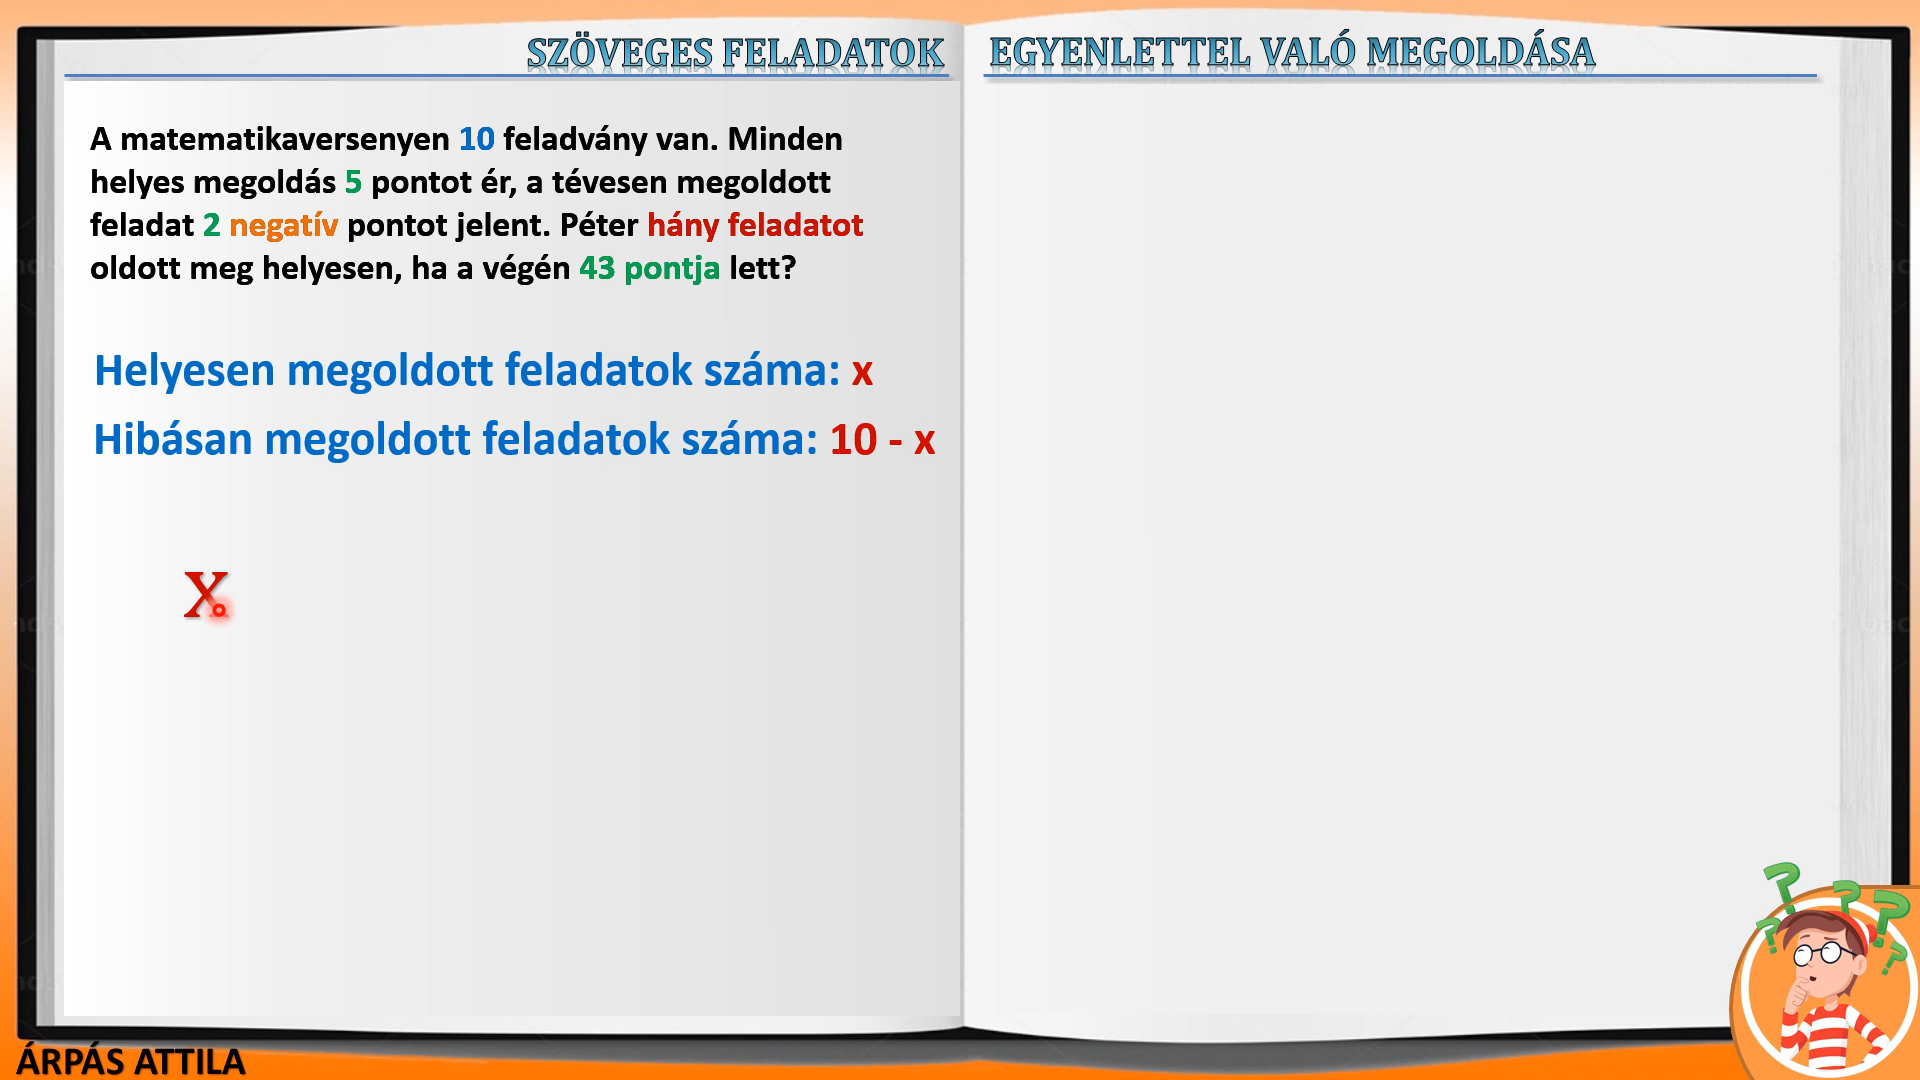 SZÖVEGES FELADATOK
EGYENLETTEL VALÓ MEGOLDÁSA
A matematikaversenyen 10 feladvány van. Minden
helyes megoldás 5 pontot ér, a tévesen megoldott
feladat 2 negatív pontot jelent. Péter hány feladatot
oldott meg helyesen, ha a végén 43 pontja lett?
Helyesen megoldott feladatok száma: x
Hibásan megoldott feladatok száma: 10 - x
x
ÁRPÁS ATTILA